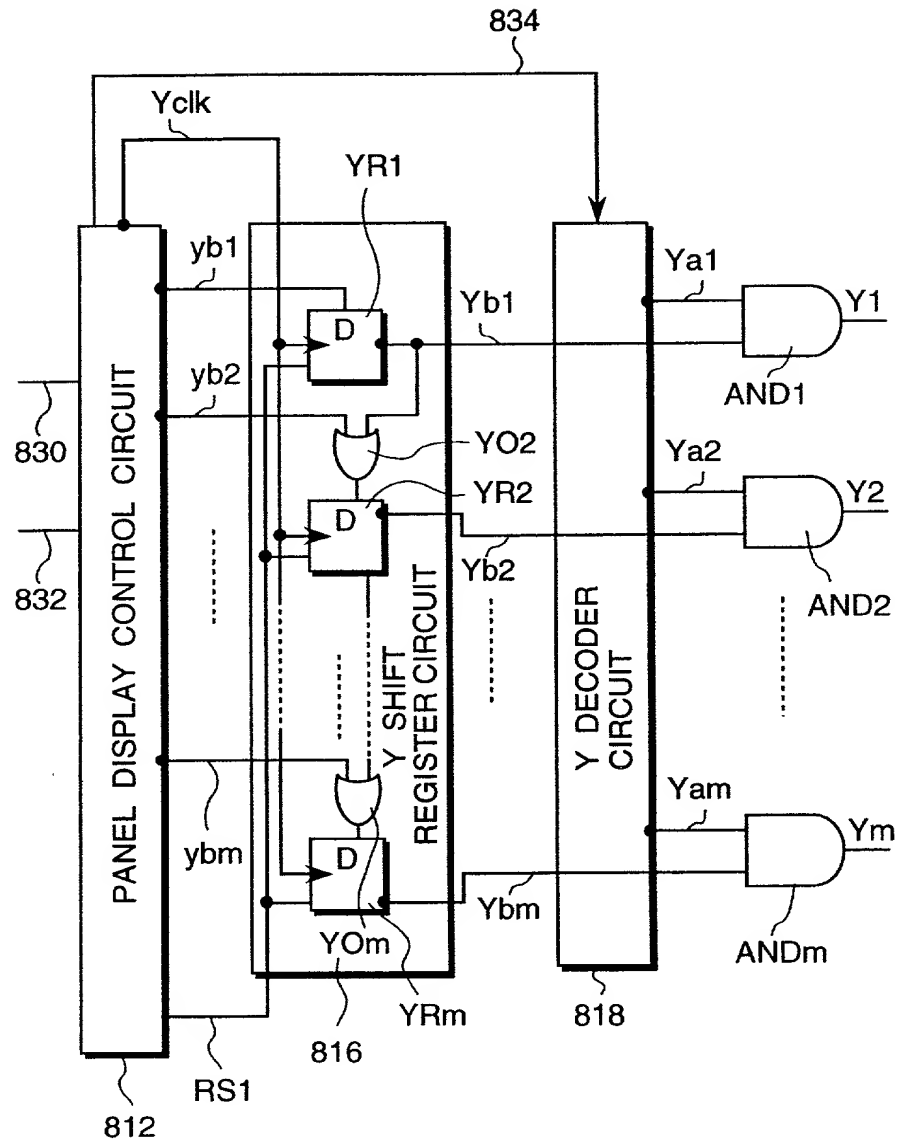 834
Yclk
YR1
yb1
Yb1
Ya1
Y1
D
AND1
yb2
830
YO2
Ya2
YR2
Y2
D
Yb2
832
AND2
PANEL DISPLAY CONTROL CIRCUIT
Y SHIFT
REGISTER CIRCUIT
Y DECODER
CIRCUIT
Yam
Ym
ybm
D
Ybm
YOm
ANDm
YRm
816
818
RS1
812